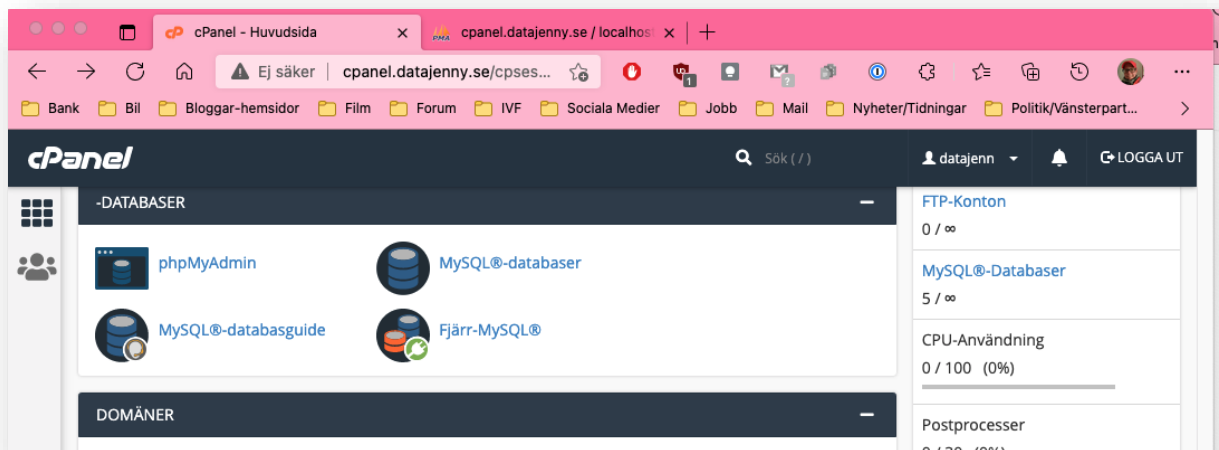 cPanel - Huvudsida
cpanel.datajenny.se / localhos
Ej säker | cpanel.datajenny.se/cpses...
Bank Bil Bloggar-hemsidor Film Forum IVF Sociala Medier Jobb Mail Nyheter/Tidningar Politik/Vänsterpart...
cPanel
Sök ( / )
datajenn
LOGGA UT
-DATABASER
phpMyAdmin
MySQL®-databaser
MySQL®-databasguide
Fjärr-MySQL®
DOMÄNER
FTP-Konton
0 / ∞
MySQL®-Databaser
5 / ∞
CPU-Användning
0 / 100 (0%)
Postprocesser